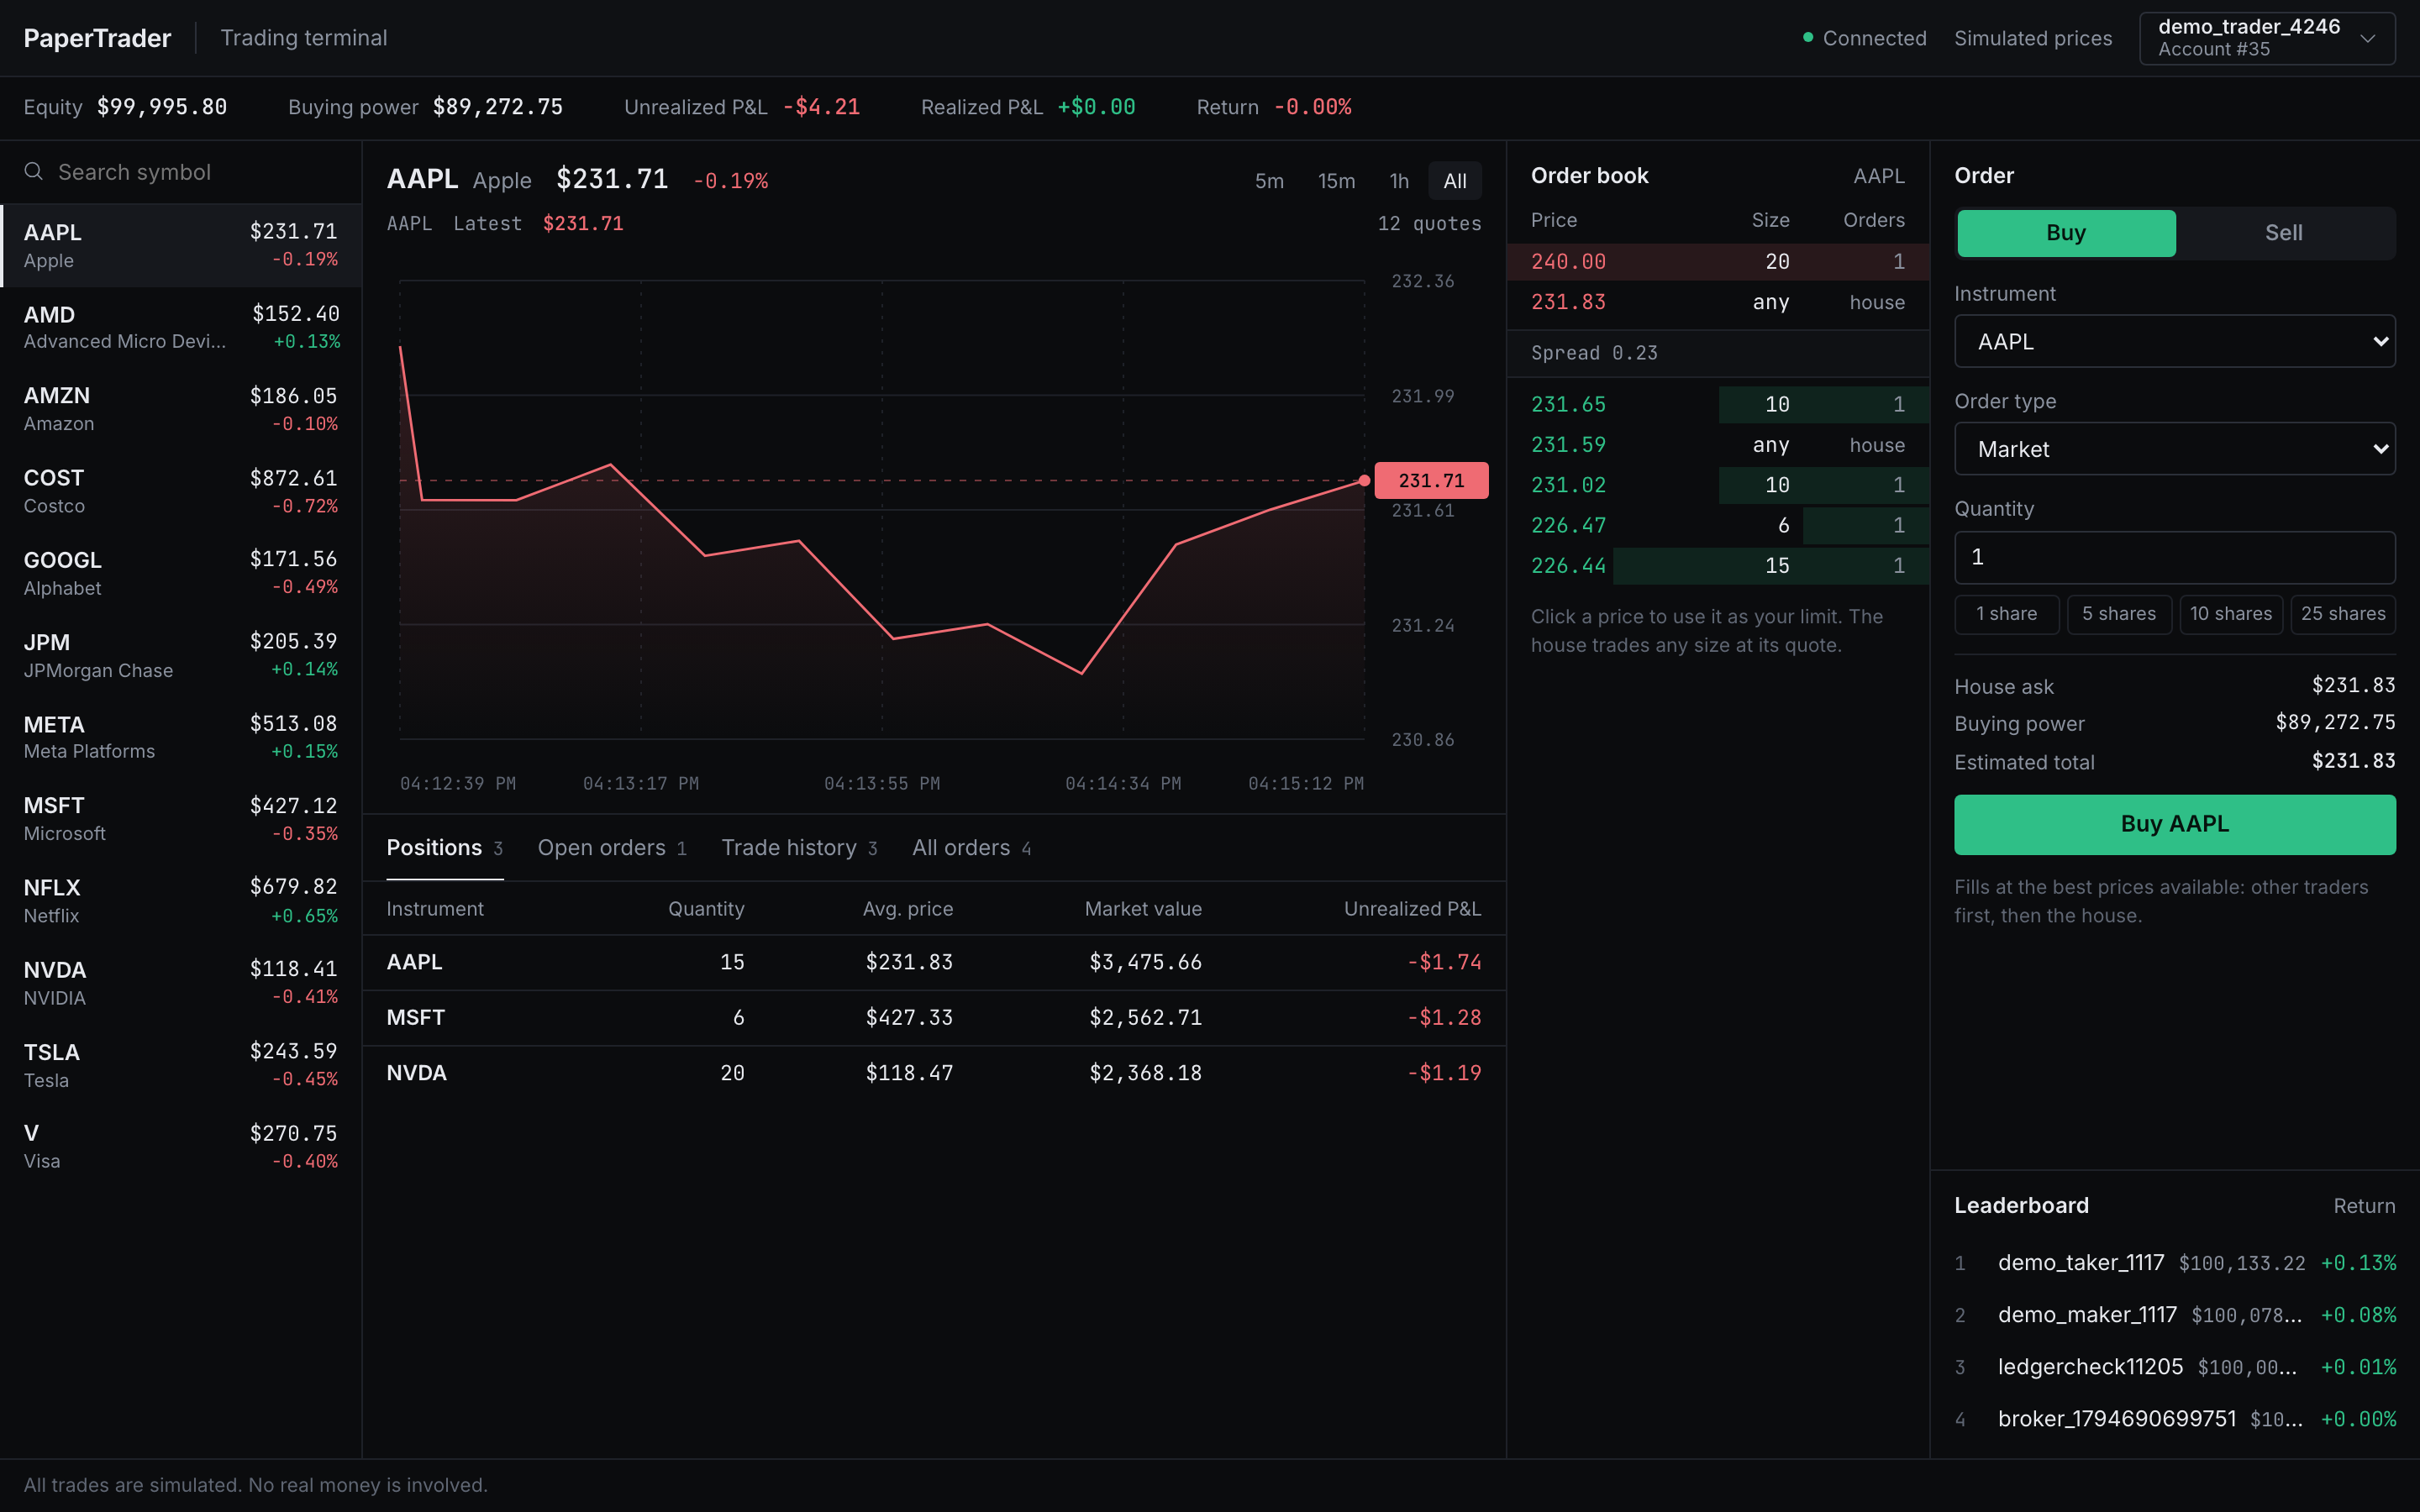 PaperTrader Trading terminal Connected Simulated prices demo_trader_4246
Account #35
Equity $99,995.80 Buying power $89,272.75 Unrealized P&L -$4.21 Realized P&L +$0.00 Return -0.00%
Search symbol
AAPL $231.71
Apple -0.19%
AMD $152.40
Advanced Micro Devi... +0.13%
AMZN $186.05
Amazon -0.10%
COST $872.61
Costco -0.72%
GOOGL $171.56
Alphabet -0.49%
JPM $205.39
JPMorgan Chase +0.14%
META $513.08
Meta Platforms +0.15%
MSFT $427.12
Microsoft -0.35%
NFLX $679.82
Netflix +0.65%
NVDA $118.41
NVIDIA -0.41%
TSLA $243.59
Tesla -0.45%
V $270.75
Visa -0.40%
AAPL Apple $231.71 -0.19% 5m 15m 1h All
AAPL Latest $231.71 12 quotes
232.36
231.99
231.71
231.61
231.24
230.86
04:12:39 PM 04:13:17 PM 04:13:55 PM 04:14:34 PM 04:15:12 PM
Positions 3 Open orders 1 Trade history 3 All orders 4
Instrument Quantity Avg. price Market value Unrealized P&L
AAPL 15 $231.83 $3,475.66 -$1.74
MSFT 6 $427.33 $2,562.71 -$1.28
NVDA 20 $118.47 $2,368.18 -$1.19
Order book AAPL
Price Size Orders
240.00 20 1
231.83 any house
Spread 0.23
231.65 10 1
231.59 any house
231.02 10 1
226.47 6 1
226.44 15 1
Click a price to use it as your limit. The
house trades any size at its quote.
Order
Buy Sell
Instrument
AAPL
Order type
Market
Quantity
1
1 share 5 shares 10 shares 25 shares
House ask $231.83
Buying power $89,272.75
Estimated total $231.83
Buy AAPL
Fills at the best prices available: other traders
first, then the house.
Leaderboard Return
1 demo_taker_1117 $100,133.22 +0.13%
2 demo_maker_1117 $100,078... +0.08%
3 ledgercheck11205 $100,00... +0.01%
4 broker_1794690699751 $10... +0.00%
All trades are simulated. No real money is involved.